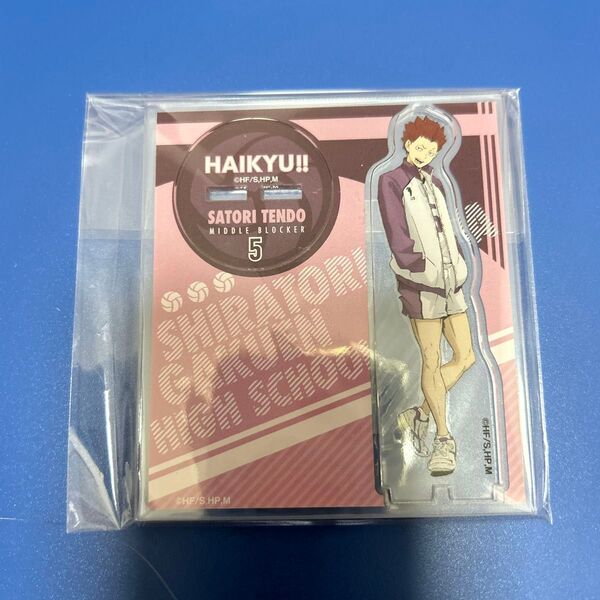 HAIKYU!!
©HF/S,HP,M
SATORI TENDO
MIDDLE BLOCKER
5
SHIRATORI
GAKUEN
HIGH SCHOOL
©HF/S,HP,M
©HF/S,HP,M